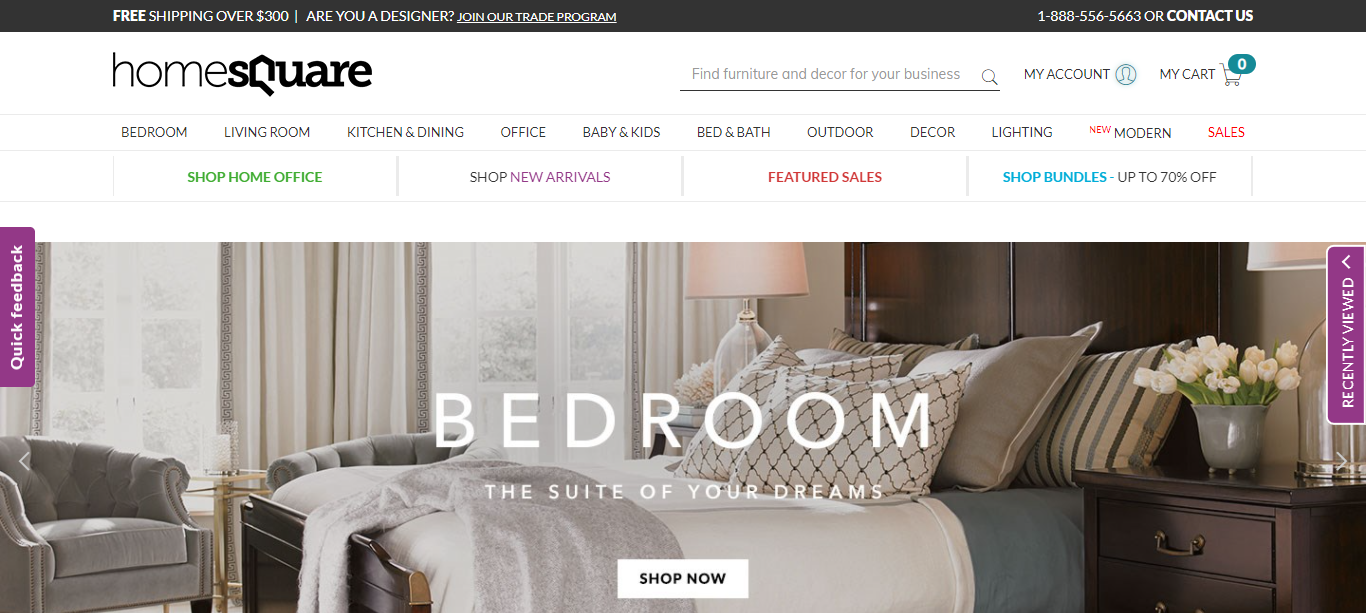 FREE SHIPPING OVER $300 | ARE YOU A DESIGNER? JOIN OUR TRADE PROGRAM
1-888-556-5663 OR CONTACT US
homesquare
Find furniture and decor for your business
MY ACCOUNT
MY CART
0
BEDROOM
LIVING ROOM
KITCHEN & DINING
OFFICE
BABY & KIDS
BED & BATH
OUTDOOR
DECOR
LIGHTING
NEW MODERN
SALES
SHOP HOME OFFICE
SHOP NEW ARRIVALS
FEATURED SALES
SHOP BUNDLES - UP TO 70% OFF
Quick feedback
RECENTLY VIEWED
BEDROOM
THE SUITE OF YOUR DREAMS
SHOP NOW